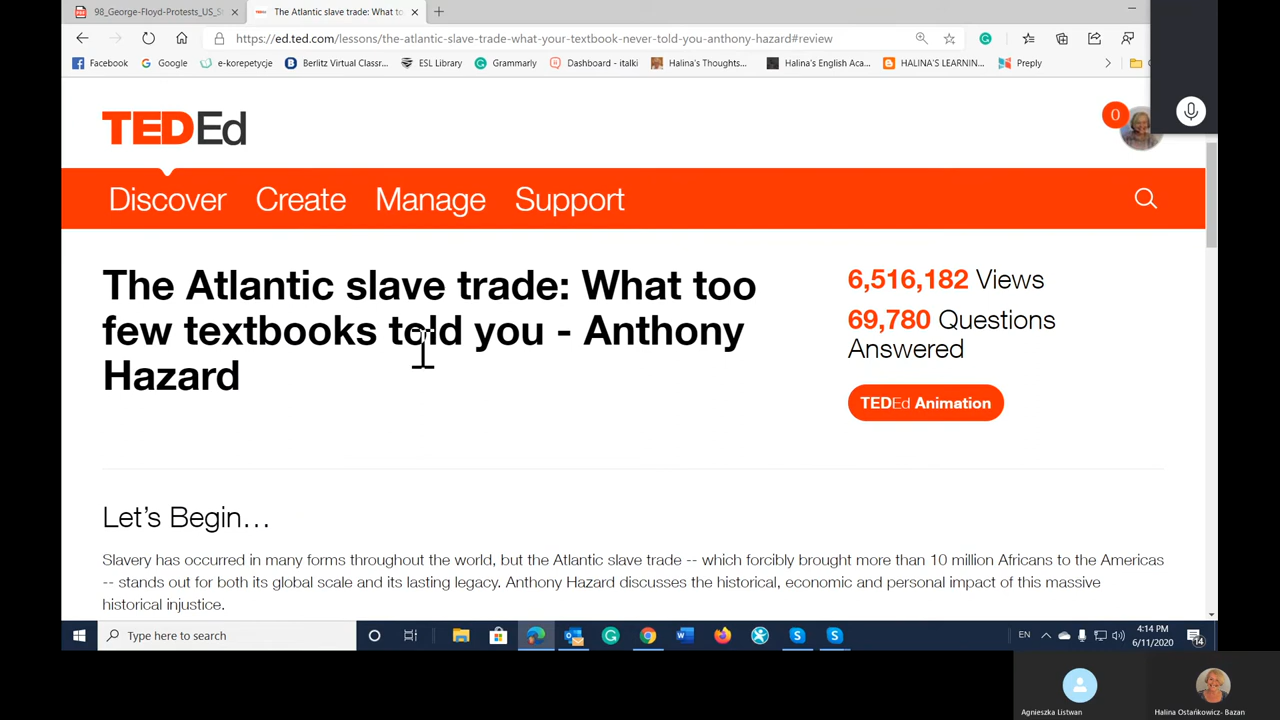 98_George-Floyd-Protests_US_S
The Atlantic slave trade: What to
https://ed.ted.com/lessons/the-atlantic-slave-trade-what-your-textbook-never-told-you-anthony-hazard#review
Facebook Google e-korepetycje Berlitz Virtual Classr... ESL Library Grammarly Dashboard - italki Halina's Thoughts... Halina's English Aca... HALINA'S LEARNIN... Preply
TEDEd
0
Discover Create Manage Support
The Atlantic slave trade: What too
few textbooks told you - Anthony
Hazard
6,516,182 Views
69,780 Questions
Answered
TEDEd Animation
Let's Begin…
Slavery has occurred in many forms throughout the world, but the Atlantic slave trade -- which forcibly brought more than 10 million Africans to the Americas
-- stands out for both its global scale and its lasting legacy. Anthony Hazard discusses the historical, economic and personal impact of this massive
historical injustice.
Type here to search
EN
4:14 PM
6/11/2020
14
Agnieszka Listwan
Halina Ostańkowicz- Bazan